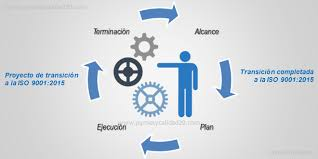 Terminación
Alcance
Proyecto de transición
a la ISO 9001:2015
Transición completada
a la ISO 9001:2015
Ejecución
Plan